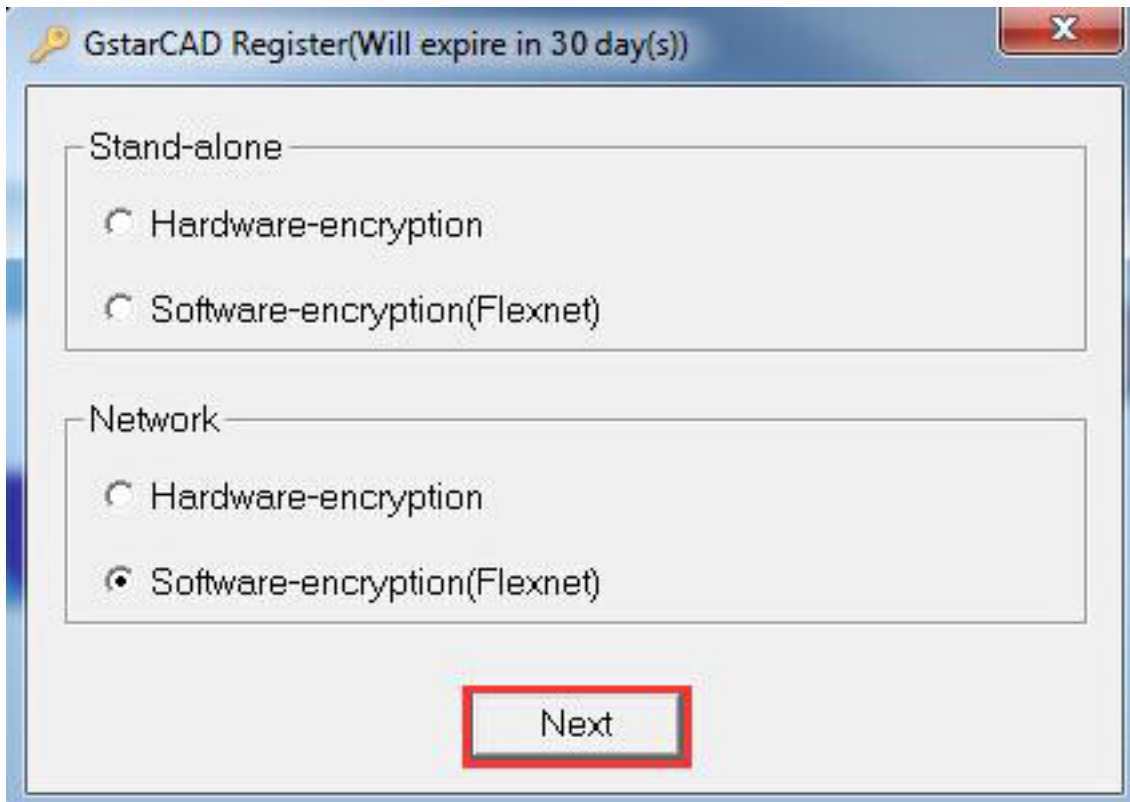 GstarCAD Register(Will expire in 30 day(s))
Stand-alone
Hardware-encryption
Software-encryption(Flexnet)
Network
Hardware-encryption
Software-encryption(Flexnet)
Next